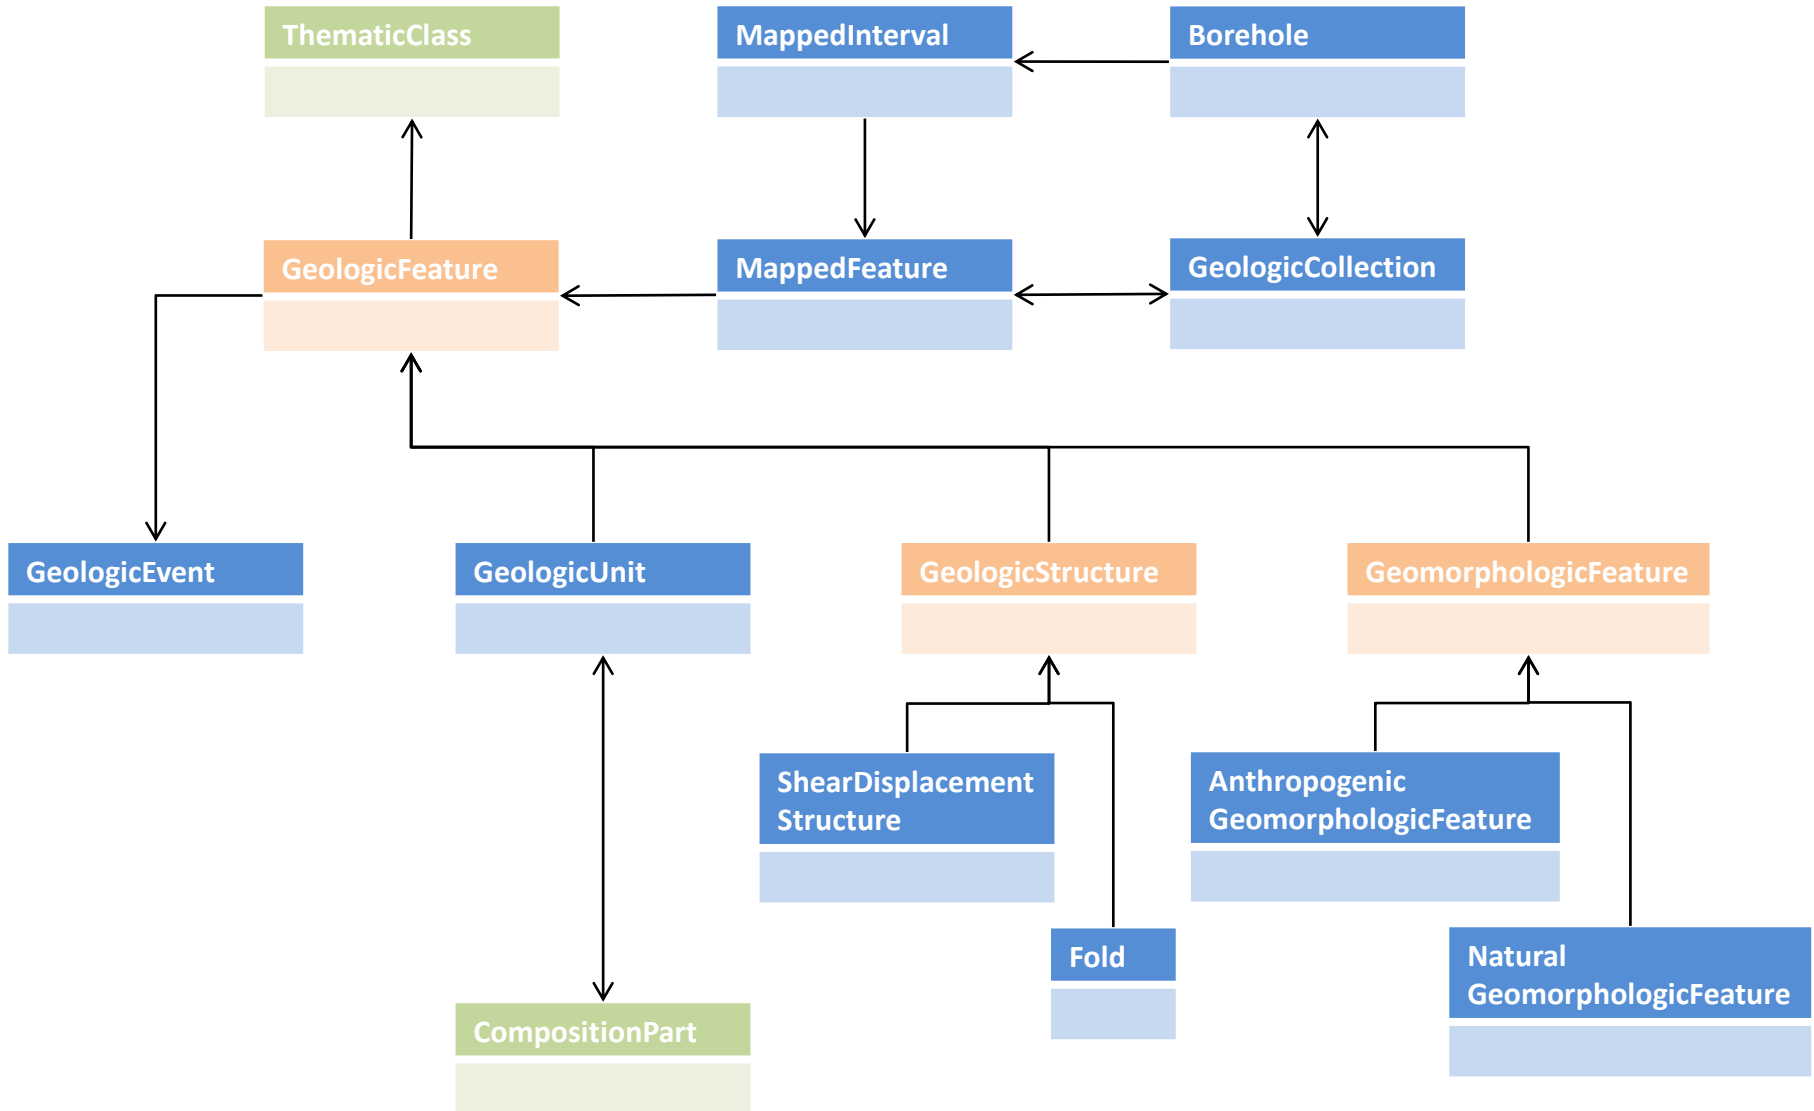 ThematicClass
MappedInterval
Borehole
GeologicFeature
MappedFeature
GeologicCollection
GeologicEvent
GeologicUnit
GeologicStructure
GeomorphologicFeature
ShearDisplacement
Structure
Anthropogenic
GeomorphologicFeature
Fold
Natural
GeomorphologicFeature
CompositionPart